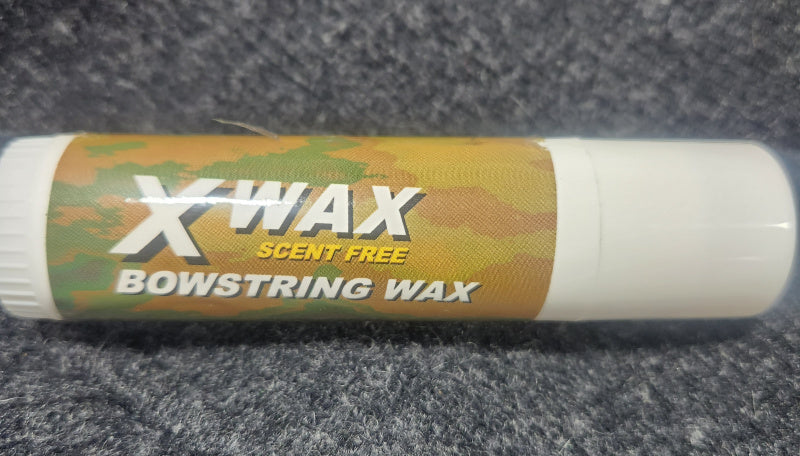 XWAX
SCENT FREE
BOWSTRING WAX